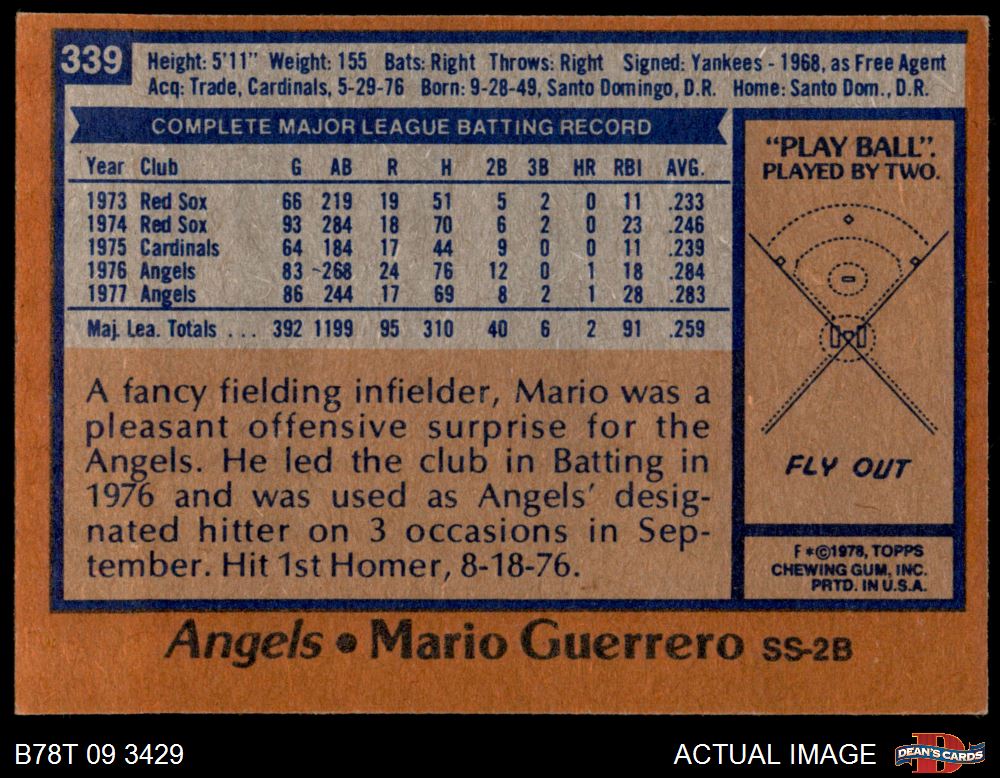 339
Height: 5'11" Weight: 155 Bats: Right Throws: Right Signed: Yankees - 1968, as Free Agent
Acq: Trade, Cardinals, 5-29-76 Born: 9-28-49, Santo Domingo, D.R. Home: Santo Dom., D.R.
COMPLETE MAJOR LEAGUE BATTING RECORD
Year Club G AB R H 2B 3B HR RBI AVG.
1973 Red Sox 66 219 19 51 5 2 0 11 .233
1974 Red Sox 93 284 18 70 6 2 0 23 .246
1975 Cardinals 64 184 17 44 9 0 0 11 .239
1976 Angels 83 268 24 76 12 0 1 18 .284
1977 Angels 86 244 17 69 8 2 1 28 .283
Maj. Lea. Totals . . . 392 1199 95 310 40 6 2 91 .259
A fancy fielding infielder, Mario was a
pleasant offensive surprise for the
Angels. He led the club in Batting in
1976 and was used as Angels' desig-
nated hitter on 3 occasions in Sep-
tember. Hit 1st Homer, 8-18-76.
"PLAY BALL".
PLAYED BY TWO.
FLY OUT
F *©1978, TOPPS
CHEWING GUM, INC.
PRTD. IN U.S.A.
Angels • Mario Guerrero SS-2B
B78T 09 3429
ACTUAL IMAGE
DEAN'S CARDS